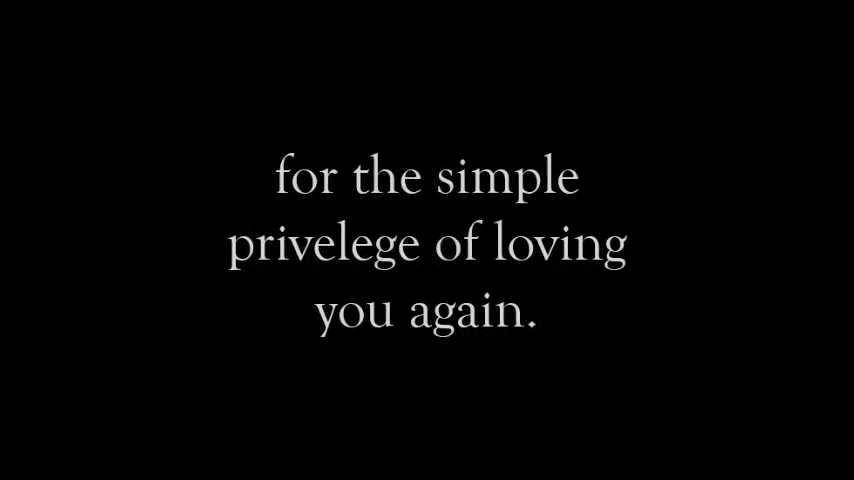 for the simple
privelege of loving
you again.